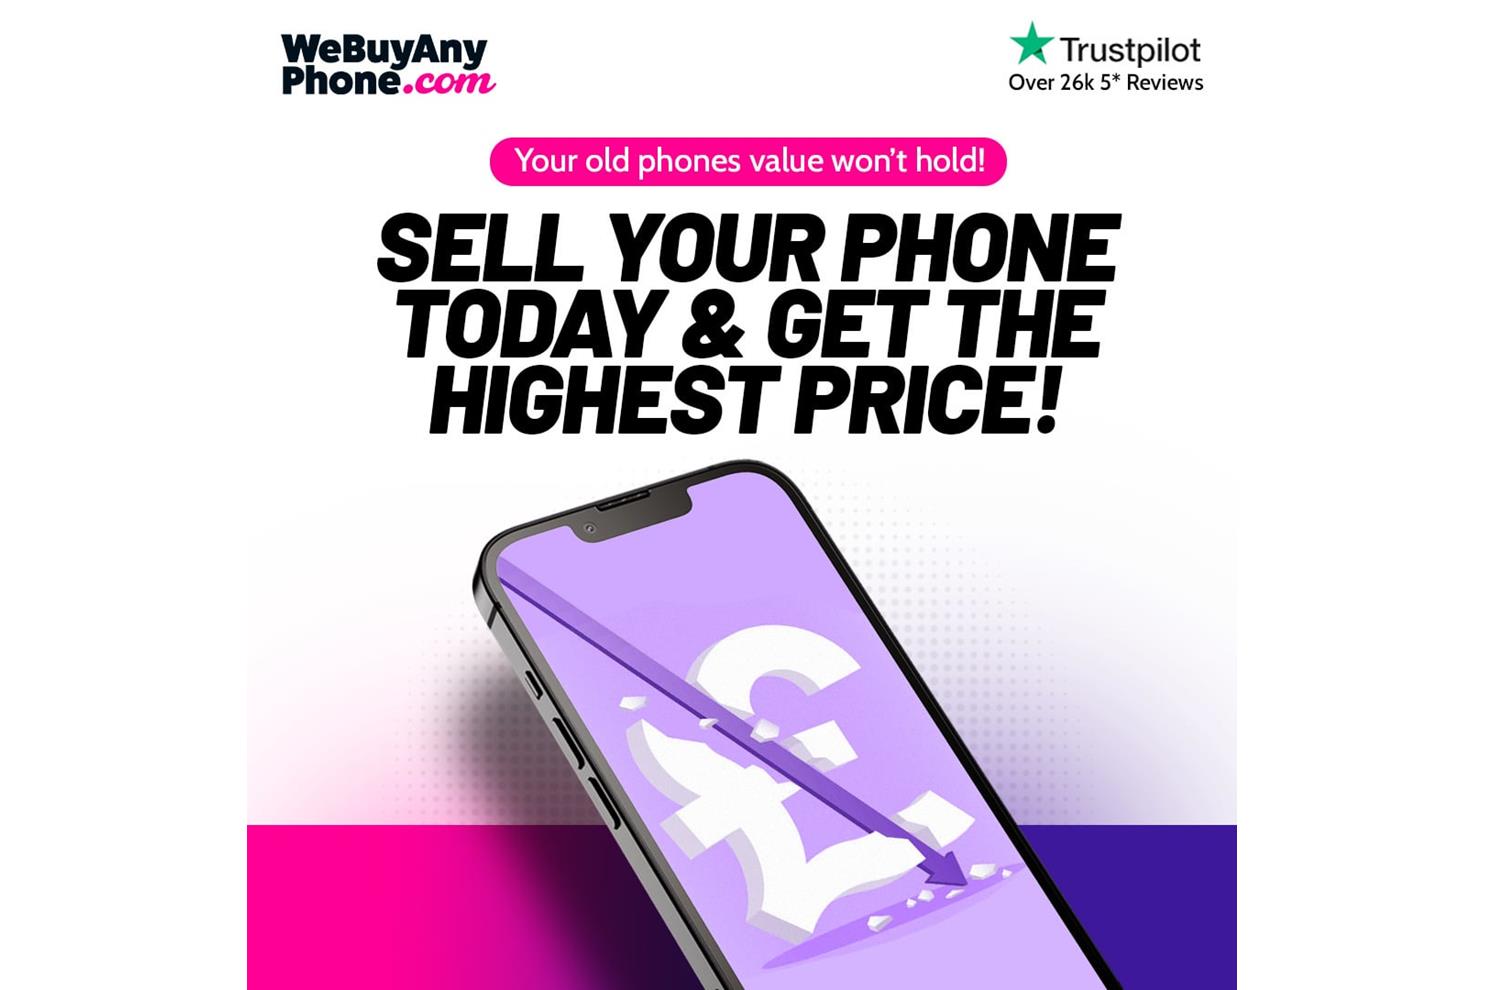 WeBuyAny
Phone.com
Trustpilot
Over 26k 5* Reviews
Your old phones value won't hold!
SELL YOUR PHONE
TODAY & GET THE
HIGHEST PRICE!
£